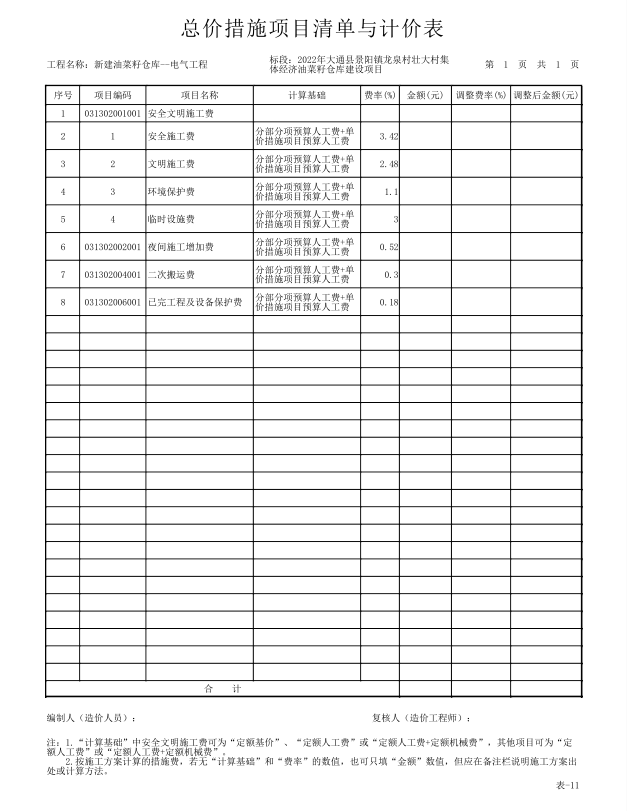 总价措施项目清单与计价表
工程名称：新建油菜籽仓库—电气工程
标段：2022年大通县景阳镇龙泉村壮大村集
体经济油菜籽仓库建设项目
第 1 页 共 1 页
序号 项目编码 项目名称 计算基础 费率(%) 金额(元) 调整费率(%) 调整后金额(元)
1 031302001001 安全文明施工费
2 1 安全施工费 分部分项预算人工费+单
价措施项目预算人工费 3.42
3 2 文明施工费 分部分项预算人工费+单
价措施项目预算人工费 2.48
4 3 环境保护费 分部分项预算人工费+单
价措施项目预算人工费 1.1
5 4 临时设施费 分部分项预算人工费+单
价措施项目预算人工费 3
6 031302002001 夜间施工增加费 分部分项预算人工费+单
价措施项目预算人工费 0.52
7 031302004001 二次搬运费 分部分项预算人工费+单
价措施项目预算人工费 0.3
8 031302006001 已完工程及设备保护费 分部分项预算人工费+单
价措施项目预算人工费 0.18
合 计
编制人（造价人员）： 复核人（造价工程师）：
注：1.“计算基础”中安全文明施工费可为“定额基价”、“定额人工费”或“定额人工费+定额机械费”，其他项目可为“定
额人工费”或“定额人工费+定额机械费”。
2.按施工方案计算的措施费，若无“计算基础”和“费率”的数值，也可只填“金额”数值，但应在备注栏说明施工方案出
处或计算方法。
表-11